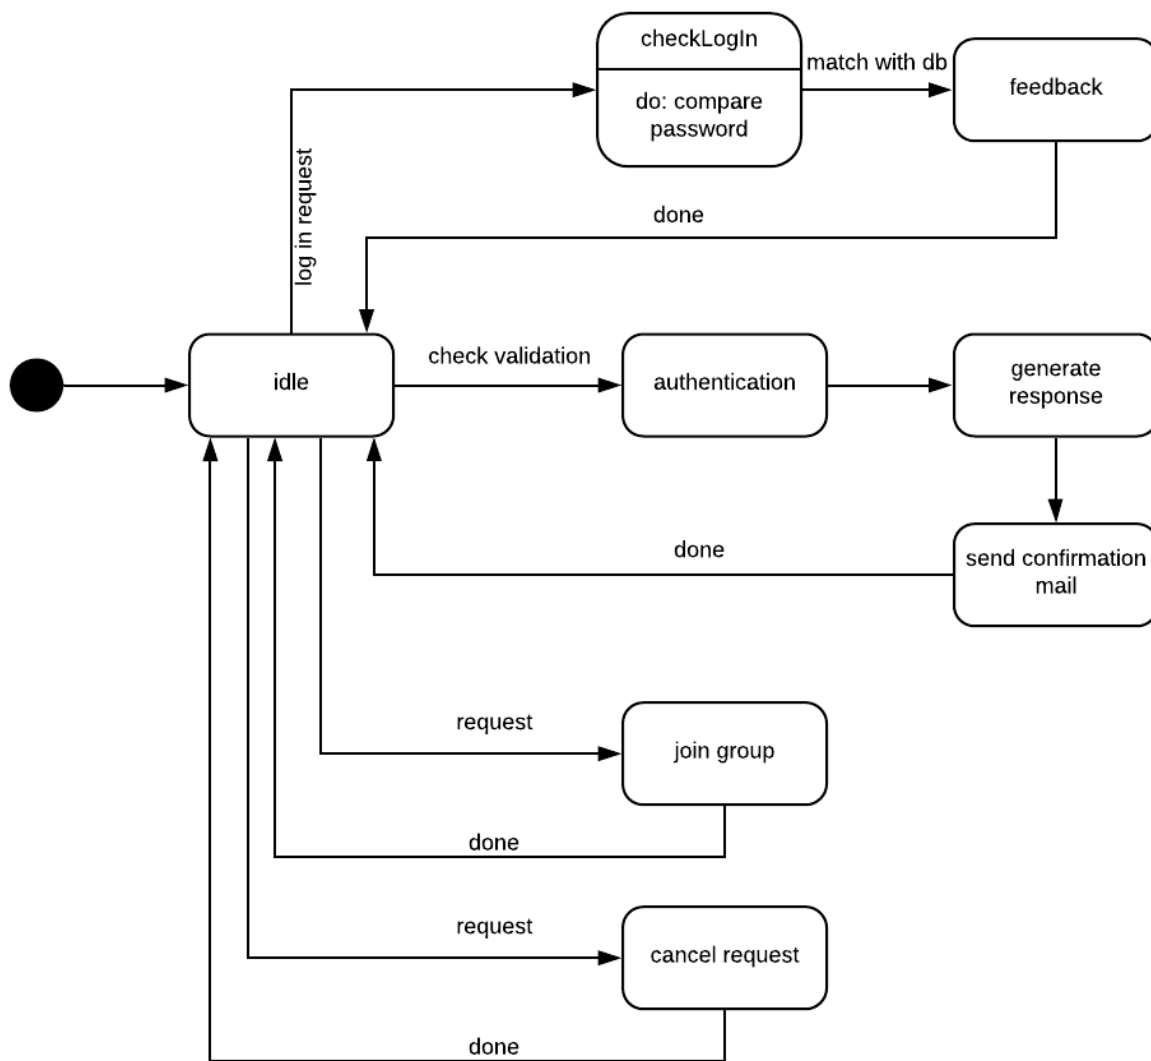 checkLogIn
do: compare
password
match with db
feedback
log in request
done
idle
check validation
authentication
generate
response
done
send confirmation
mail
request
join group
done
request
cancel request
done